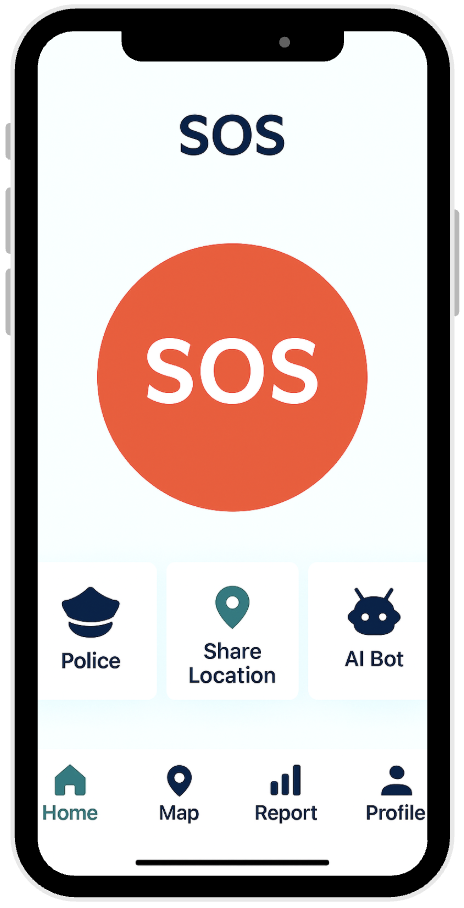 SOS
SOS
Police
Share
Location
AI Bot
Home
Map
Report
Profile